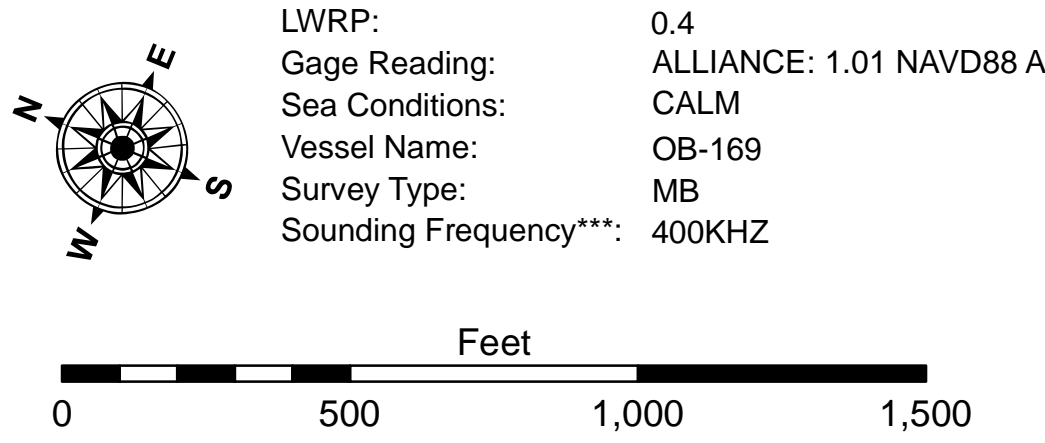 E
N
S
W
LWRP: 0.4
Gage Reading: ALLIANCE: 1.01 NAVD88 A
Sea Conditions: CALM
Vessel Name: OB-169
Survey Type: MB
Sounding Frequency***: 400KHZ
Feet
0 500 1,000 1,500